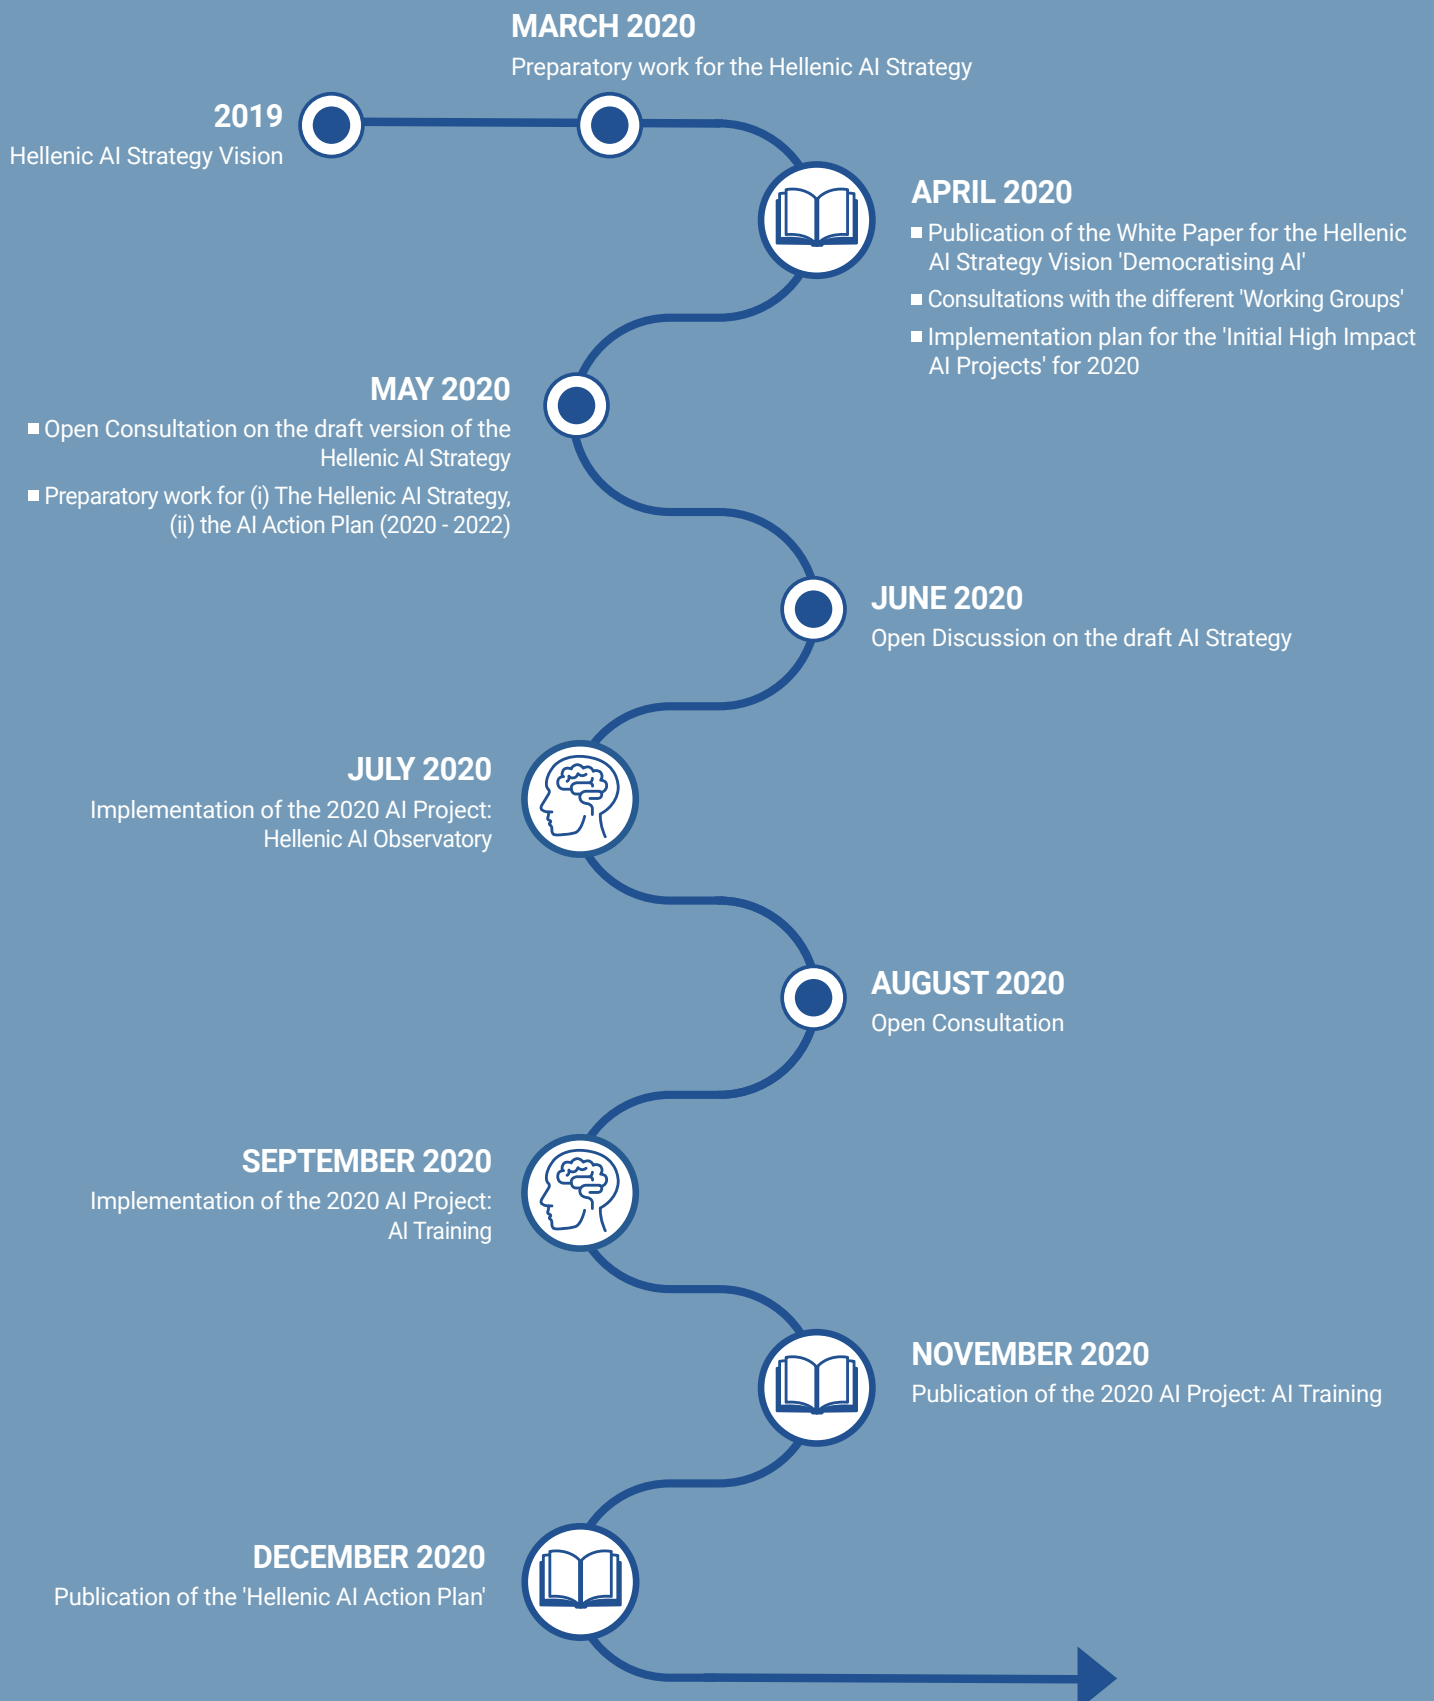 MARCH 2020
Preparatory work for the Hellenic AI Strategy
2019
Hellenic AI Strategy Vision
APRIL 2020
Publication of the White Paper for the Hellenic
AI Strategy Vision 'Democratising AI'
Consultations with the different 'Working Groups'
Implementation plan for the 'Initial High Impact
AI Projects' for 2020
MAY 2020
Open Consultation on the draft version of the
Hellenic AI Strategy
Preparatory work for (i) The Hellenic AI Strategy,
(ii) the AI Action Plan (2020 - 2022)
JUNE 2020
Open Discussion on the draft AI Strategy
JULY 2020
Implementation of the 2020 AI Project:
Hellenic AI Observatory
AUGUST 2020
Open Consultation
SEPTEMBER 2020
Implementation of the 2020 AI Project:
AI Training
NOVEMBER 2020
Publication of the 2020 AI Project: AI Training
DECEMBER 2020
Publication of the 'Hellenic AI Action Plan'